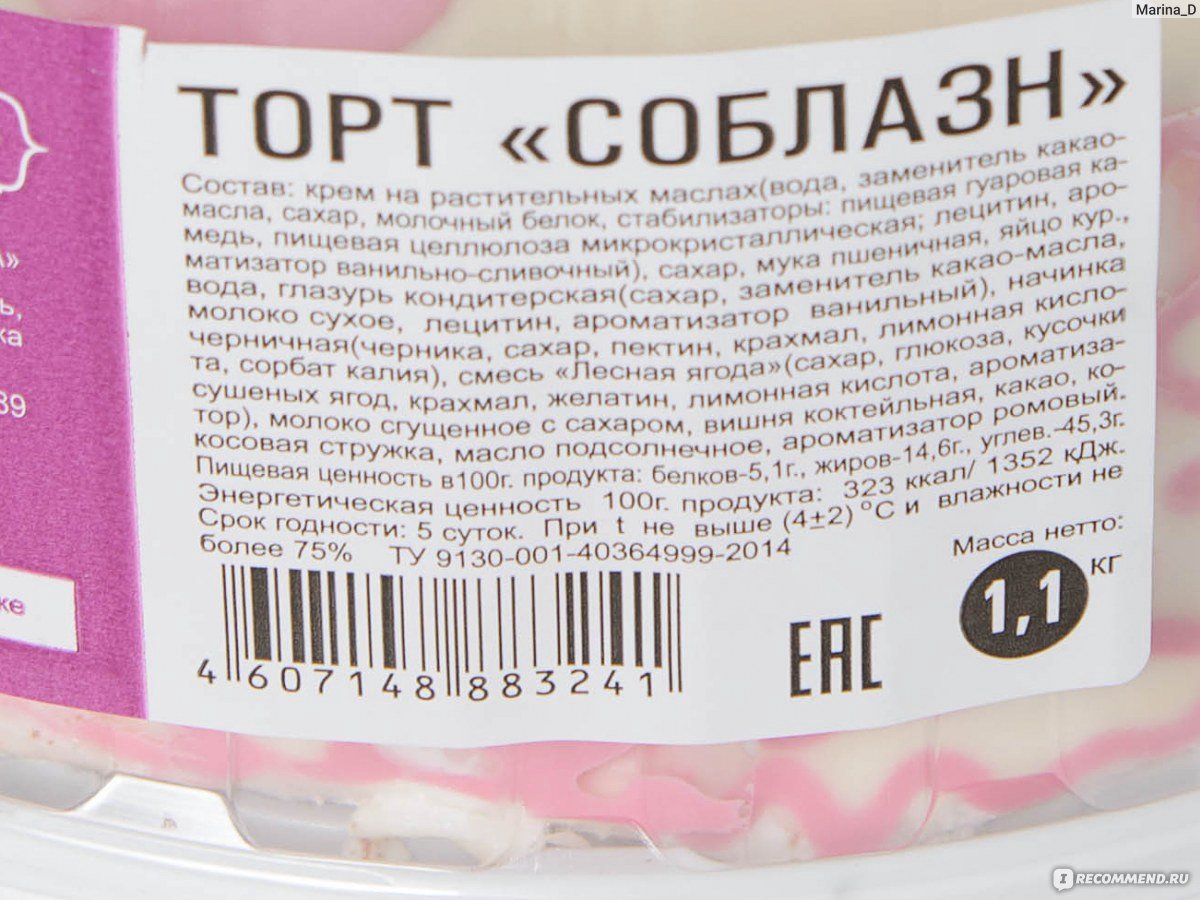 Marina_D
ТОРТ «СОБЛАЗН»
Состав: крем на растительных маслах(вода, заменитель какао-
масла, сахар, молочный белок, стабилизаторы: пищевая гуаровая ка-
медь, пищевая целлюлоза микрокристаллическая; лецитин, аро-
матизатор ванильно-сливочный), сахар, мука пшеничная, яйцо кур.,
вода, глазурь кондитерская(сахар, заменитель какао-масла,
молоко сухое, лецитин, ароматизатор ванильный), начинка
черничная(черника, сахар, пектин, крахмал, лимонная кисло-
та, сорбат калия), смесь «Лесная ягода»(сахар, глюкоза, кусочки
сушеных ягод, крахмал, желатин, лимонная кислота, ароматиза-
тор), молоко сгущенное с сахаром, вишня коктейльная, какао, ко-
косовая стружка, масло подсолнечное, ароматизатор ромовый.
Пищевая ценность в100г. продукта: белков-5,1г., жиров-14,6г., углев.-45,3г.
Энергетическая ценность 100г. продукта: 323 ккал/ 1352 кДж.
Срок годности: 5 суток. При t не выше (4±2) °С и влажности не
более 75% ТУ 9130-001-40364999-2014
Масса нетто:
1,1 кг
EAC
4 607148 883241
»
ь,
ка
39
ке
IRECOMMEND.RU